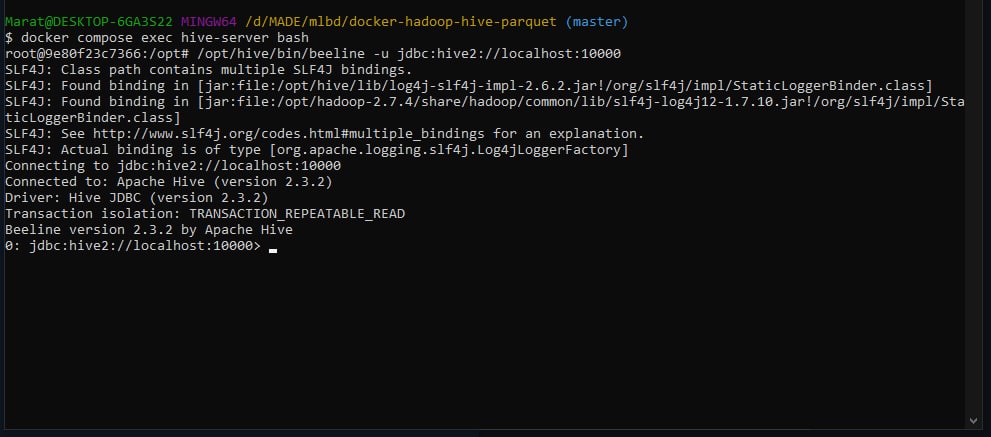 Marat@DESKTOP-6GA3S22 MINGW64 /d/MADE/mlbd/docker-hadoop-hive-parquet (master)
$ docker compose exec hive-server bash
root@9e80f23c7366:/opt# /opt/hive/bin/beeline -u jdbc:hive2://localhost:10000
SLF4J: Class path contains multiple SLF4J bindings.
SLF4J: Found binding in [jar:file:/opt/hive/lib/log4j-slf4j-impl-2.6.2.jar!/org/slf4j/impl/StaticLoggerBinder.class]
SLF4J: Found binding in [jar:file:/opt/hadoop-2.7.4/share/hadoop/common/lib/slf4j-log4j12-1.7.10.jar!/org/slf4j/impl/Sta
ticLoggerBinder.class]
SLF4J: See http://www.slf4j.org/codes.html#multiple_bindings for an explanation.
SLF4J: Actual binding is of type [org.apache.logging.slf4j.Log4jLoggerFactory]
Connecting to jdbc:hive2://localhost:10000
Connected to: Apache Hive (version 2.3.2)
Driver: Hive JDBC (version 2.3.2)
Transaction isolation: TRANSACTION_REPEATABLE_READ
Beeline version 2.3.2 by Apache Hive
0: jdbc:hive2://localhost:10000>